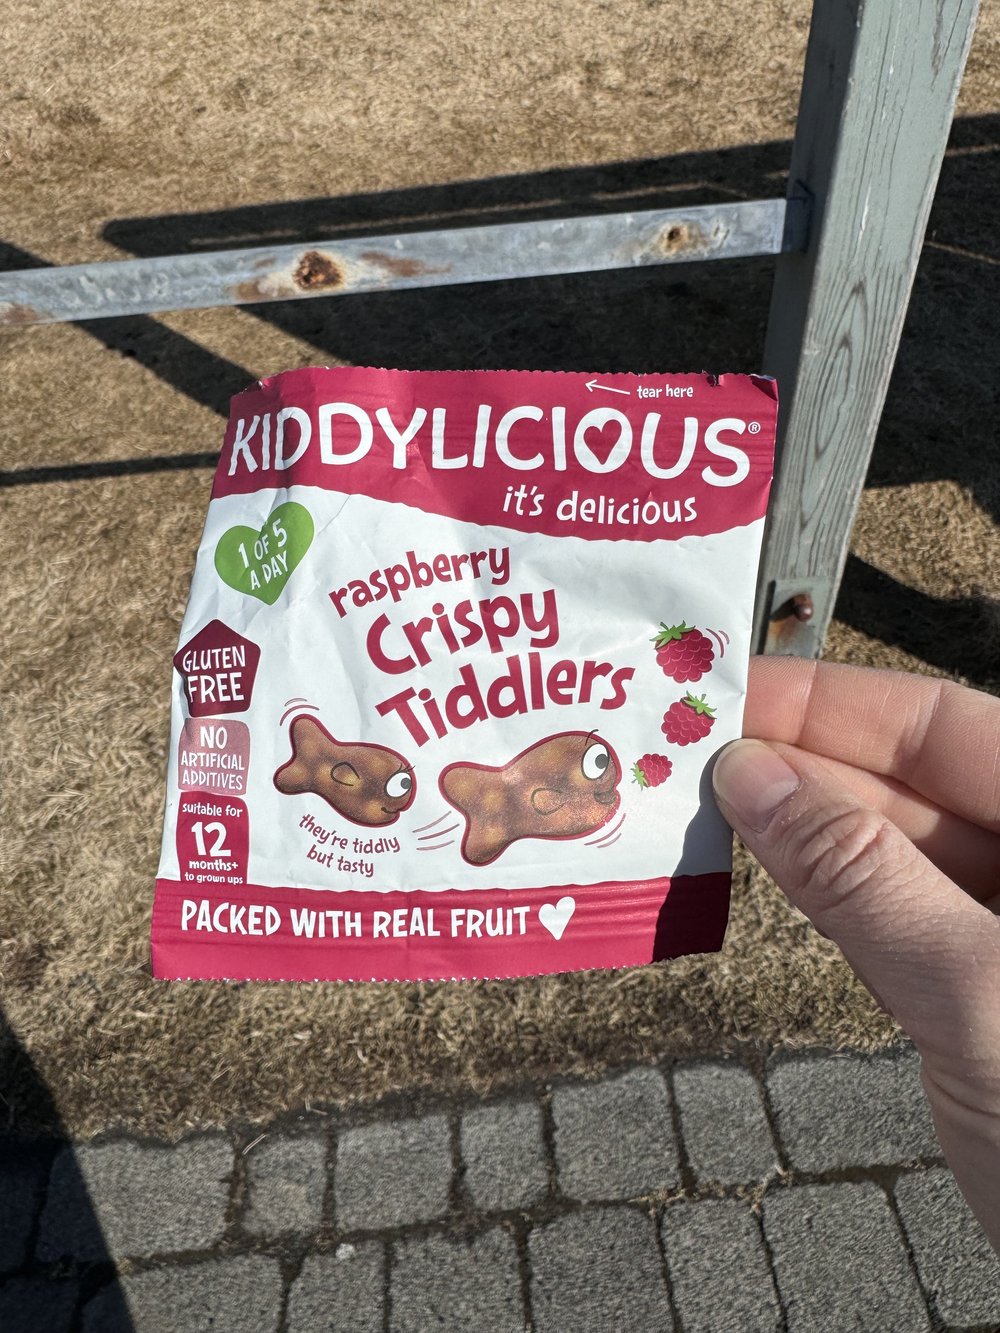 tear here
KIDDYLICIOUS®
it's delicious
1 OF 5
A DAY
raspberry
Crispy
Tiddlers
GLUTEN
FREE
NO
ARTIFICIAL
ADDITIVES
suitable for
12
months+
to grown ups
they're tiddly
but tasty
PACKED WITH REAL FRUIT